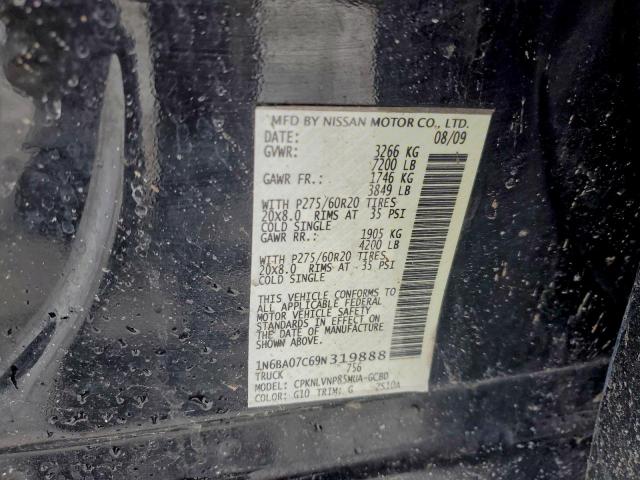 MFD BY NISSAN MOTOR CO., LTD.
DATE: 08/09
GVWR: 3266 KG
7200 LB
GAWR FR.: 1746 KG
3849 LB
WITH P275/60R20 TIRES
20x8.0 RIMS AT 35 PSI
COLD SINGLE
GAWR RR.: 1905 KG
4200 LB
WITH P275/60R20 TIRES
20x8.0 RIMS AT 35 PSI
COLD SINGLE
THIS VEHICLE CONFORMS TO
ALL APPLICABLE FEDERAL
MOTOR VEHICLE SAFETY
STANDARDS IN EFFECT ON
THE DATE OF MANUFACTURE
SHOWN ABOVE.
1N6BA07C69N319888
TRUCK 756
MODEL: CPKNLVNP85MUA-GCBD
COLOR: G10 TRIM: G 2510A